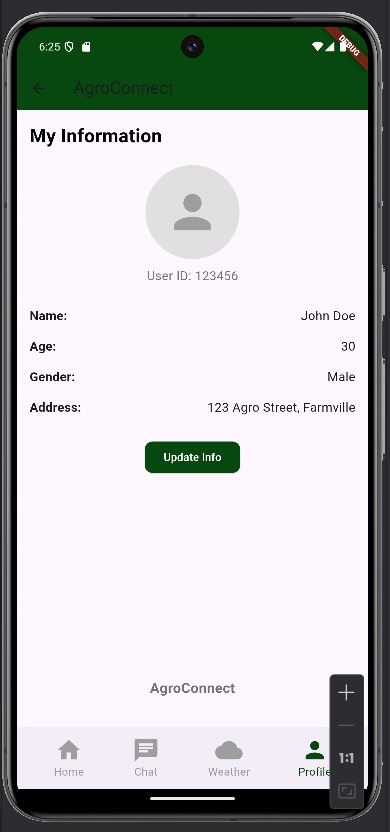 6:25
DEBUG
AgroConnect
My Information
User ID: 123456
Name: John Doe
Age: 30
Gender: Male
Address: 123 Agro Street, Farmville
Update Info
AgroConnect
1:1
Home Chat Weather Profile